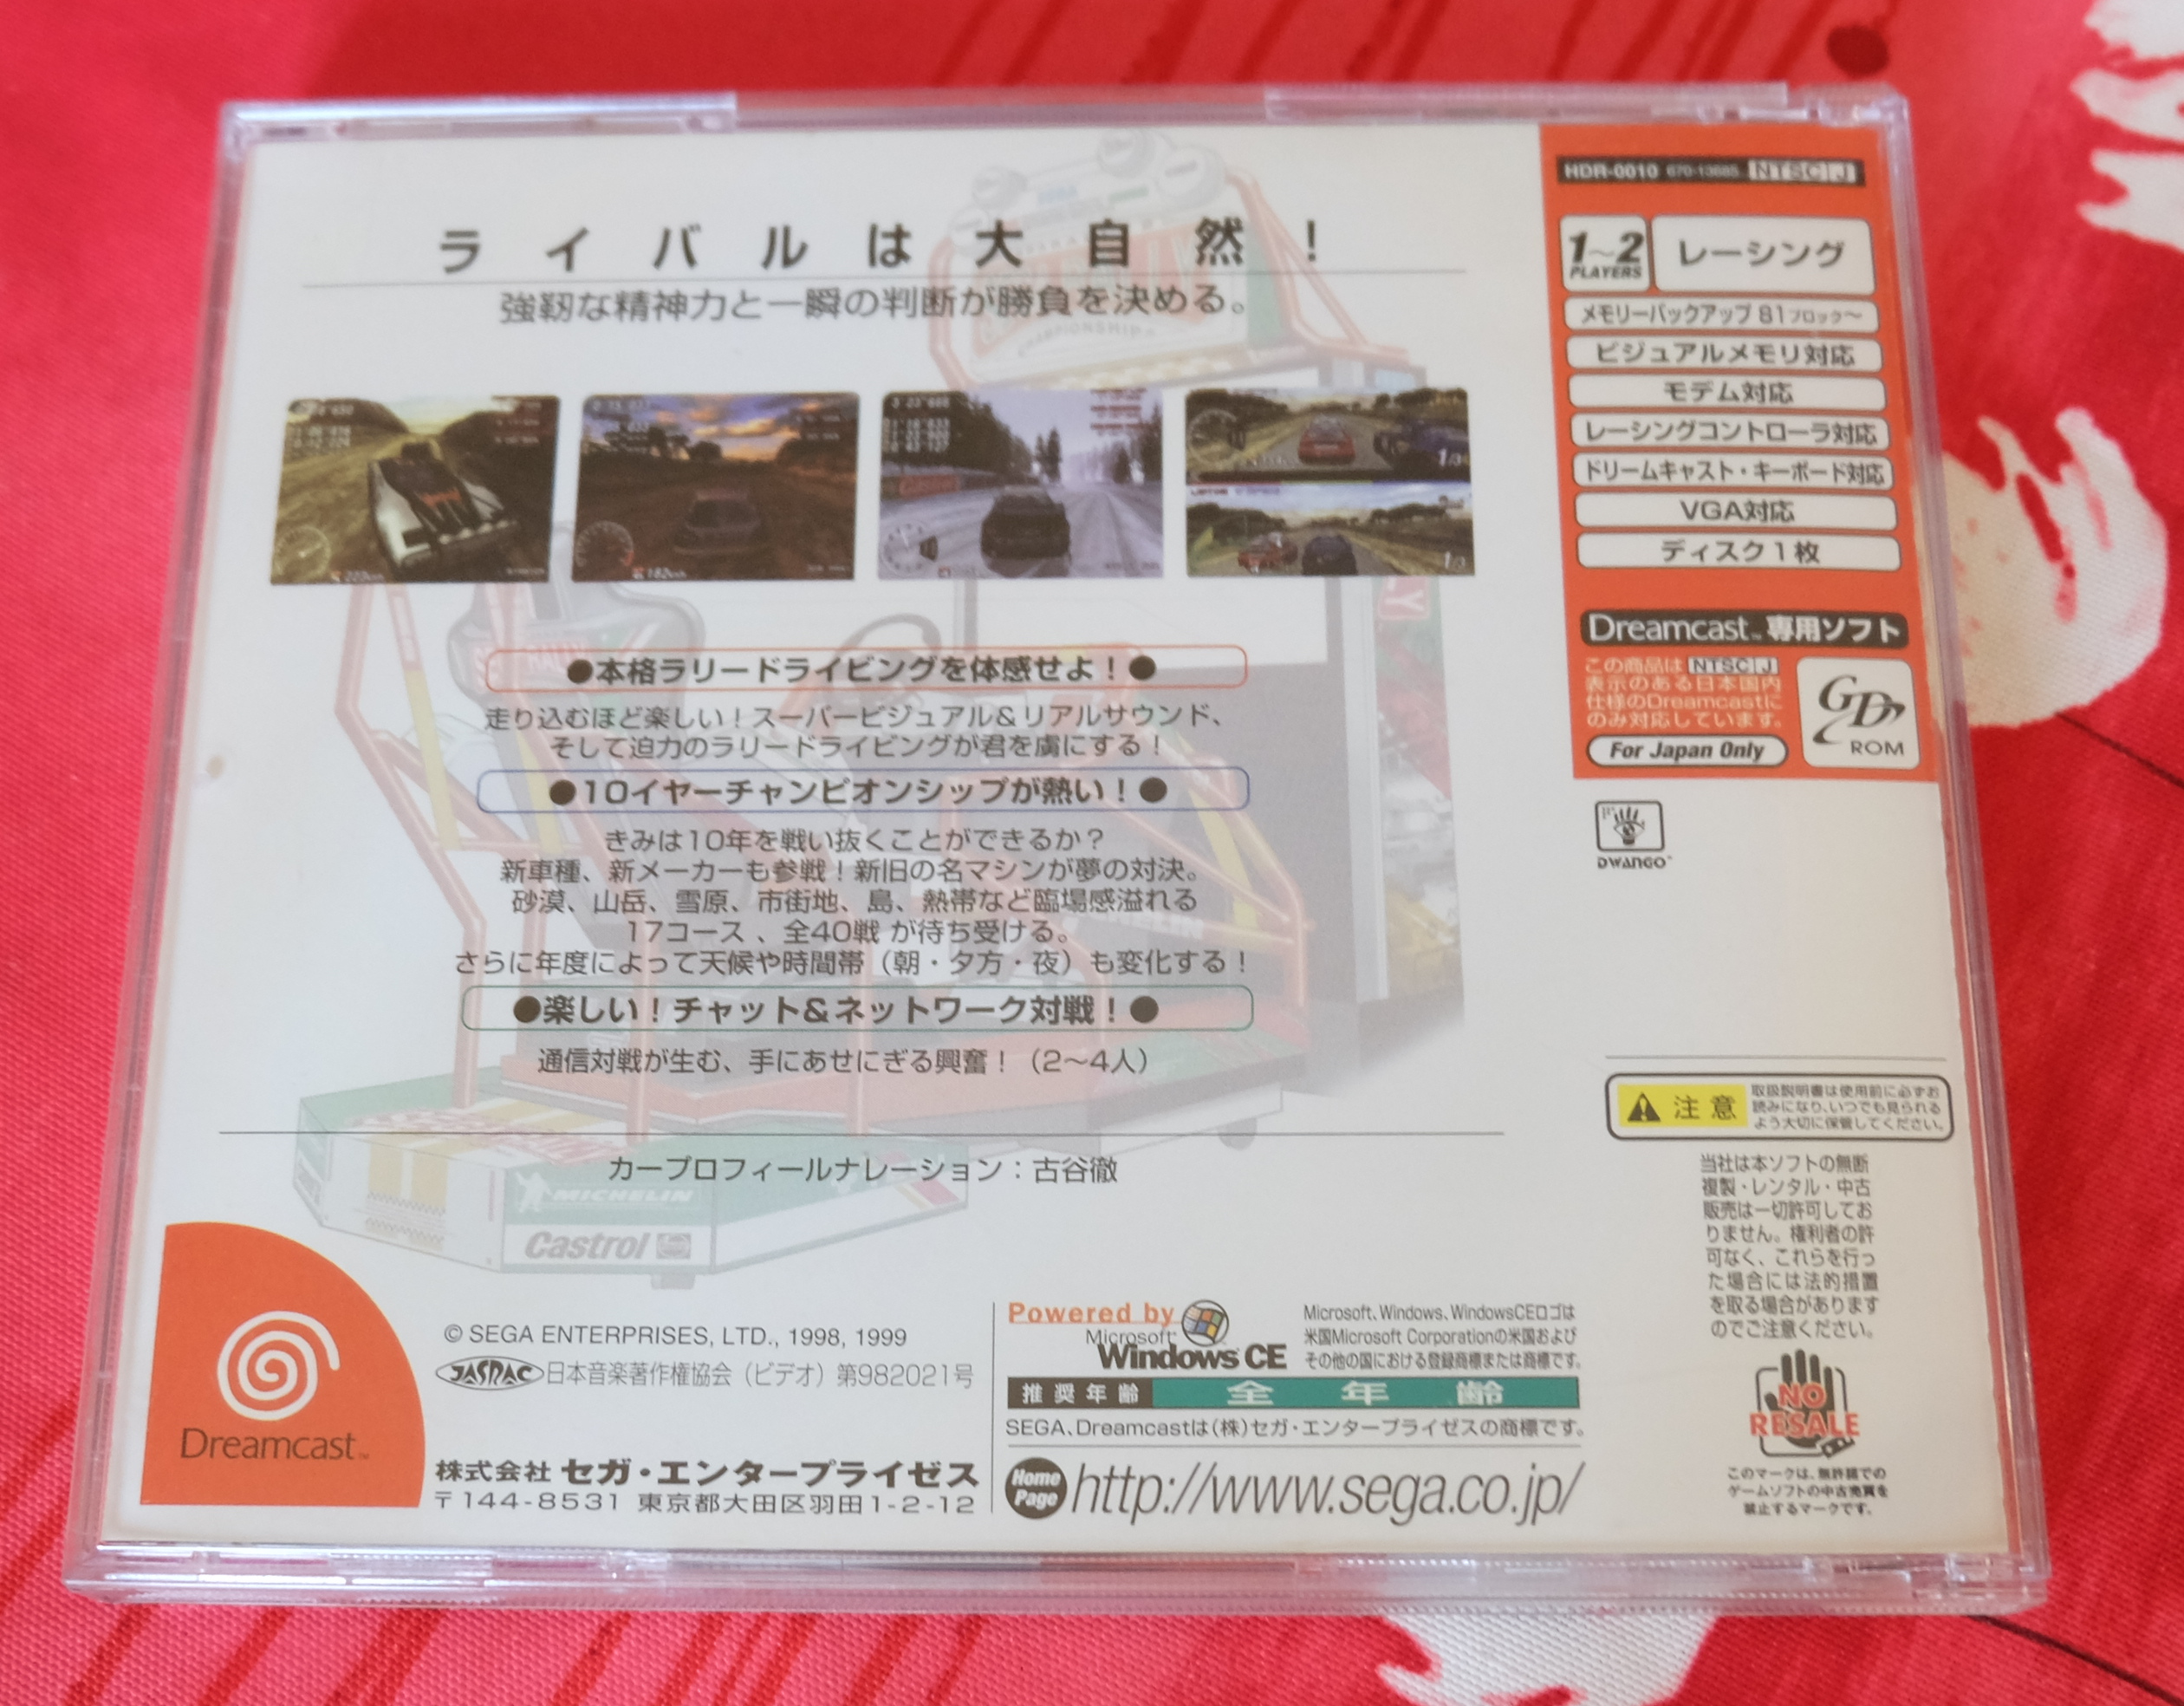 ライバルは大自然！
強靭な精神力と一瞬の判断が勝負を決める。
●本格ラリードライビングを体感せよ！●
走り込むほど楽しい！スーパービジュアル＆リアルサウンド、
そして迫力のラリードライビングが君を虜にする！
●10イヤーチャンピオンシップが熱い！●
きみは10年を戦い抜くことができるか？
新車種、新メーカーも参戦！新旧の名マシンが夢の対決。
砂漠、山岳、雪原、市街地、島、熱帯など臨場感溢れる
17コース 、全40戦 が待ち受ける。
さらに年度によって天候や時間帯（朝・夕方・夜）も変化する！
●楽しい！チャット＆ネットワーク対戦！●
通信対戦が生む、手にあせにぎる興奮！（2〜4人）
カープロフィールナレーション：古谷徹
MICHELIN
Castrol
Dreamcast™
© SEGA ENTERPRISES, LTD., 1998, 1999
JASRAC 日本音楽著作権協会（ビデオ）第982021号
株式会社 セガ・エンタープライゼス
〒144-8531 東京都大田区羽田1-2-12
Powered by
Microsoft
Windows CE
Microsoft、Windows、WindowsCEロゴは
米国Microsoft Corporationの米国および
その他の国における登録商標または商標です。
推奨年齢 全年齢
SEGA、Dreamcastは(株)セガ・エンタープライゼスの商標です。
Home Page http://www.sega.co.jp/
HDR-0010 670-13685 NTSC J
1〜2 PLAYERS レーシング
メモリーバックアップ 81ブロック〜
ビジュアルメモリ対応
モデム対応
レーシングコントローラ対応
ドリームキャスト・キーボード対応
VGA対応
ディスク1枚
Dreamcast™ 専用ソフト
この商品は NTSC J
表示のある日本国内
仕様のDreamcastに
のみ対応しています。
For Japan Only
GD ROM
DWANGO
注意
取扱説明書は使用前に必ずお
読みになり、いつでも見られる
よう大切に保管してください。
当社は本ソフトの無断
複製・レンタル・中古
販売は一切許可してお
りません。権利者の許
可なく、これらを行っ
た場合には法的措置
を取る場合があります
のでご注意ください。
NO
RESALE
このマークは、無許諾での
ゲームソフトの中古売買を
禁止するマークです。